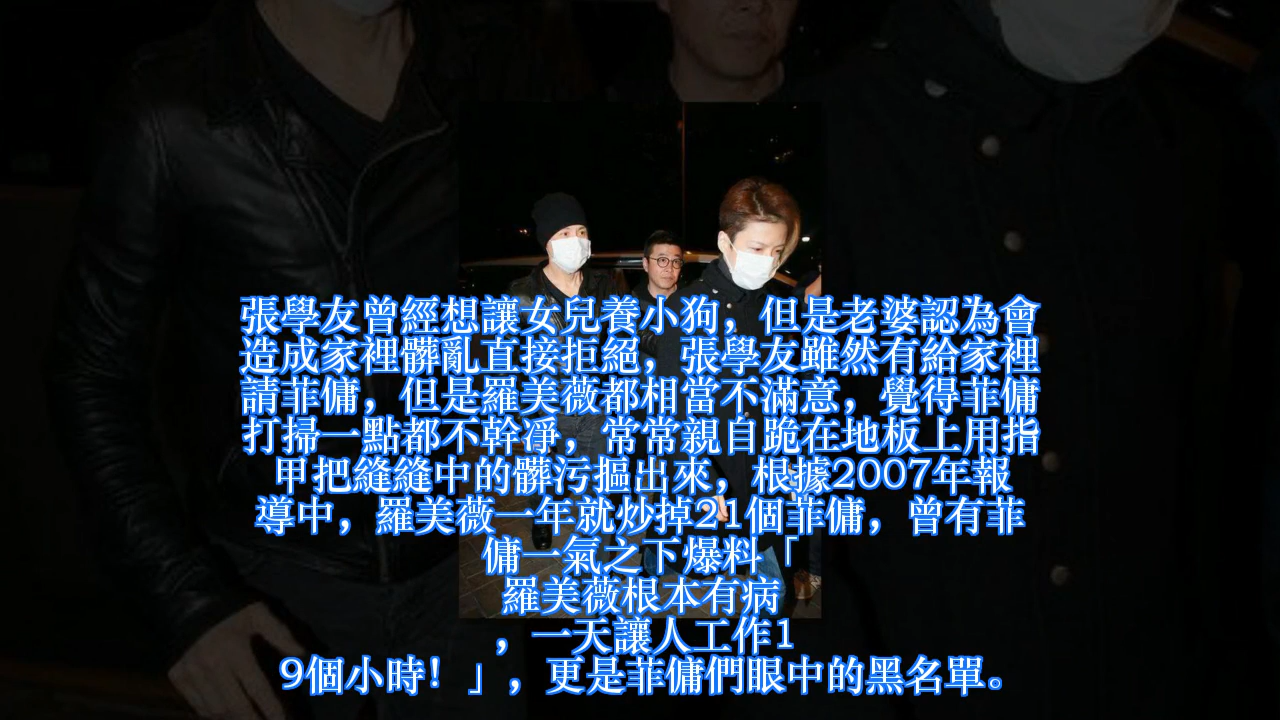 張學友曾經想讓女兒養小狗，但是老婆認為會
造成家裡髒亂直接拒絕，張學友雖然有給家裡
請菲傭，但是羅美薇都相當不滿意，覺得菲傭
打掃一點都不幹凈，常常親自跪在地板上用指
甲把縫縫中的髒污摳出來，根據2007年報
導中，羅美薇一年就炒掉21個菲傭，曾有菲
傭一氣之下爆料「
羅美薇根本有病
，一天讓人工作1
9個小時！」，更是菲傭們眼中的黑名單。